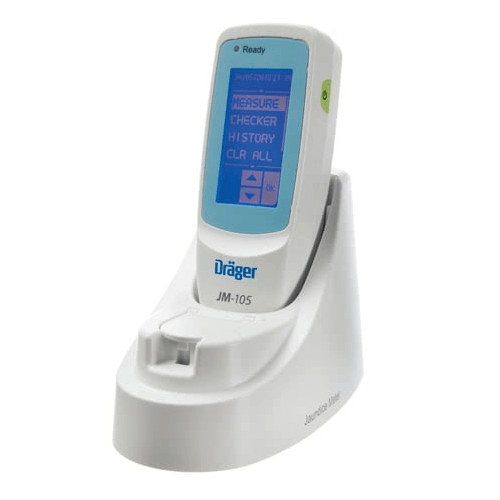 Ready
MEASURE
CHECKER
HISTORY
CLR ALL
OK
Dräger
JM-105
Jaundice Meter